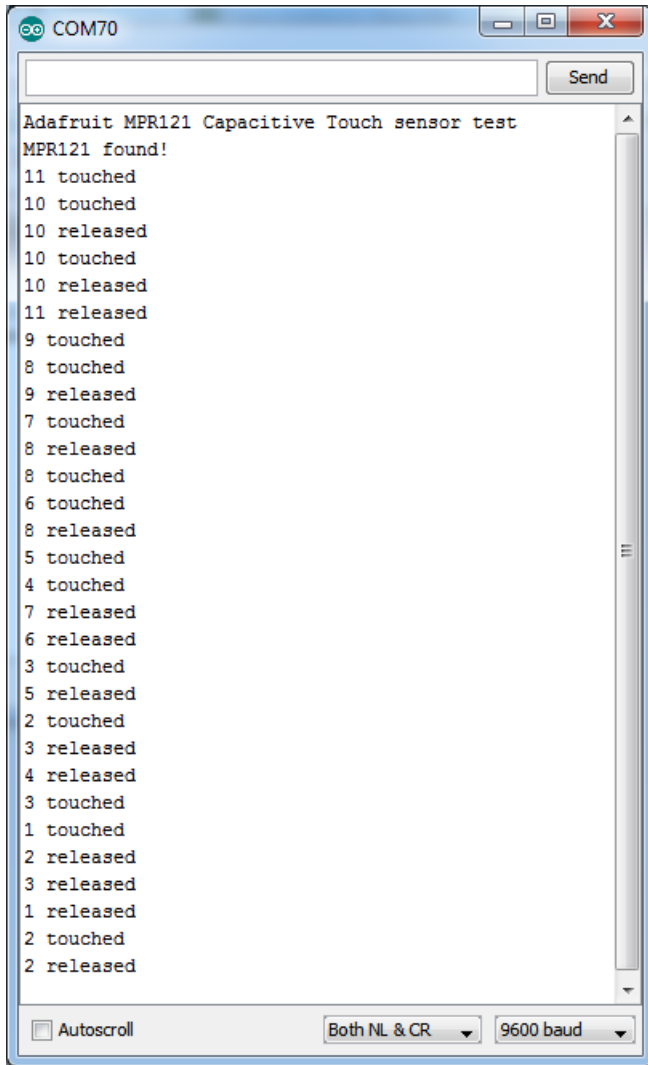 COM70
Send
Adafruit MPR121 Capacitive Touch sensor test
MPR121 found!
11 touched
10 touched
10 released
10 touched
10 released
11 released
9 touched
8 touched
9 released
7 touched
8 released
8 touched
6 touched
8 released
5 touched
4 touched
7 released
6 released
3 touched
5 released
2 touched
3 released
4 released
3 touched
1 touched
2 released
3 released
1 released
2 touched
2 released
Autoscroll Both NL & CR 9600 baud